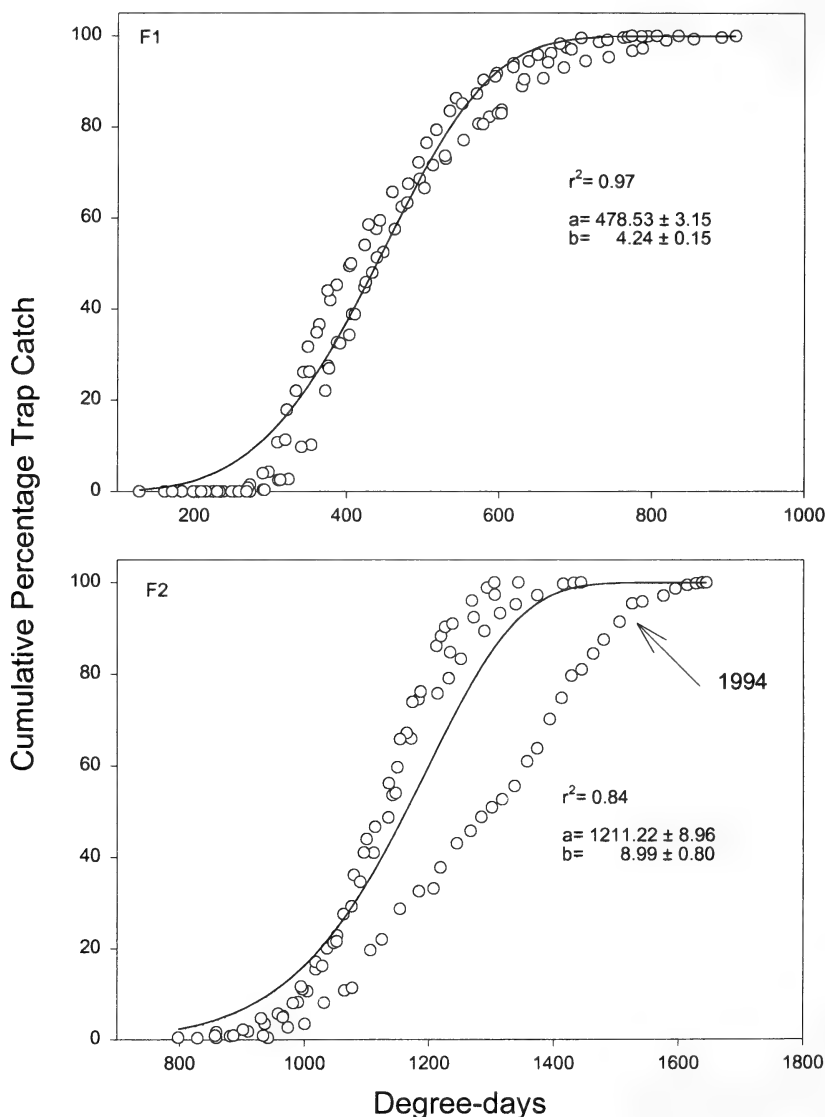 Cumulative Percentage Trap Catch
F1
100
80
60
40
20
0
r²= 0.97
a= 478.53 ± 3.15
b= 4.24 ± 0.15
200 400 600 800 1000
F2
100
80
60
40
20
0
1994
r²= 0.84
a= 1211.22 ± 8.96
b= 8.99 ± 0.80
800 1000 1200 1400 1600 1800
Degree-days